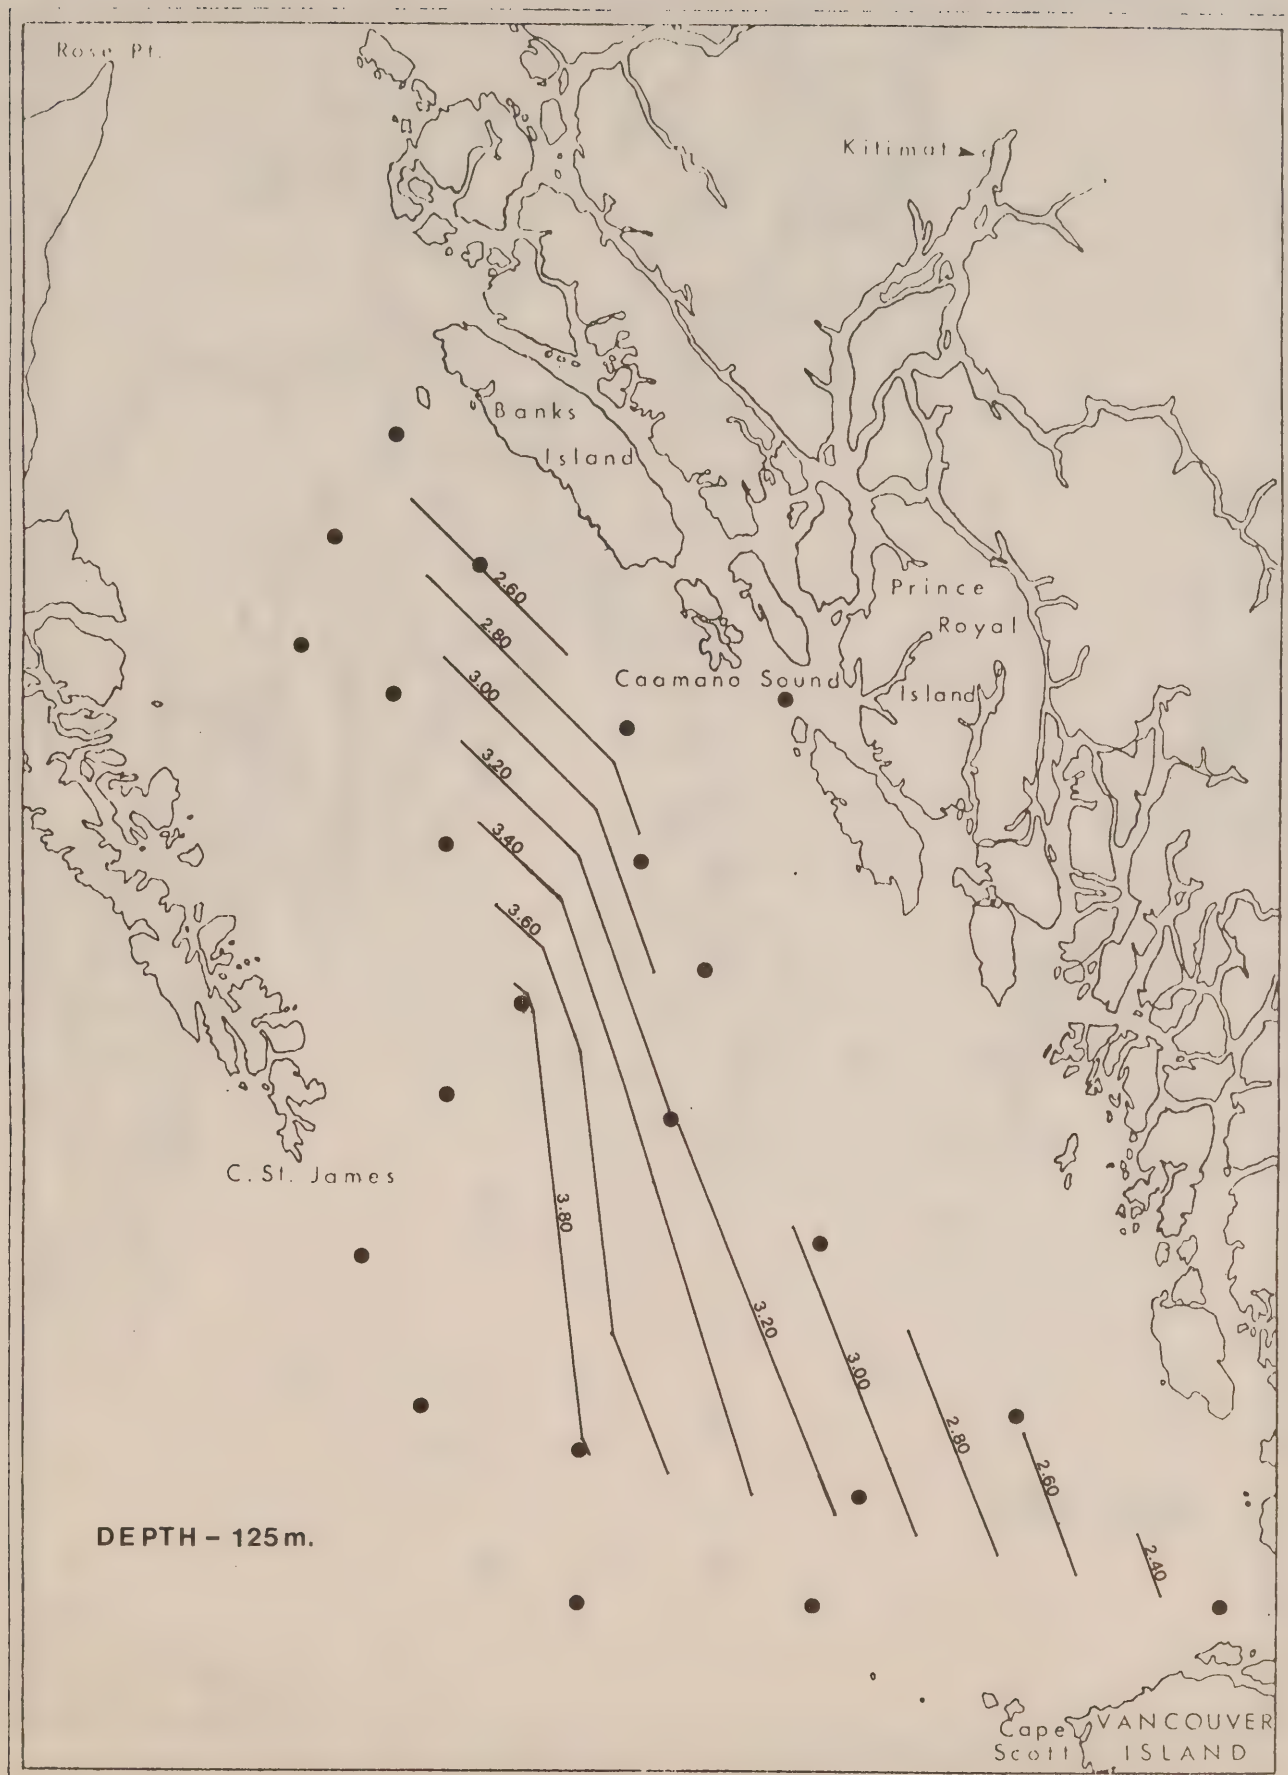 Rose Pt.
Kitimat
Banks
Island
2.60
Prince
2.80
Royal
3.00
Caamano Sound
Island
3.20
3.40
3.60
C. St. James
3.80
3.20
3.00
2.80
2.60
DEPTH – 125 m.
2.40
Cape
Scott
VANCOUVER
ISLAND